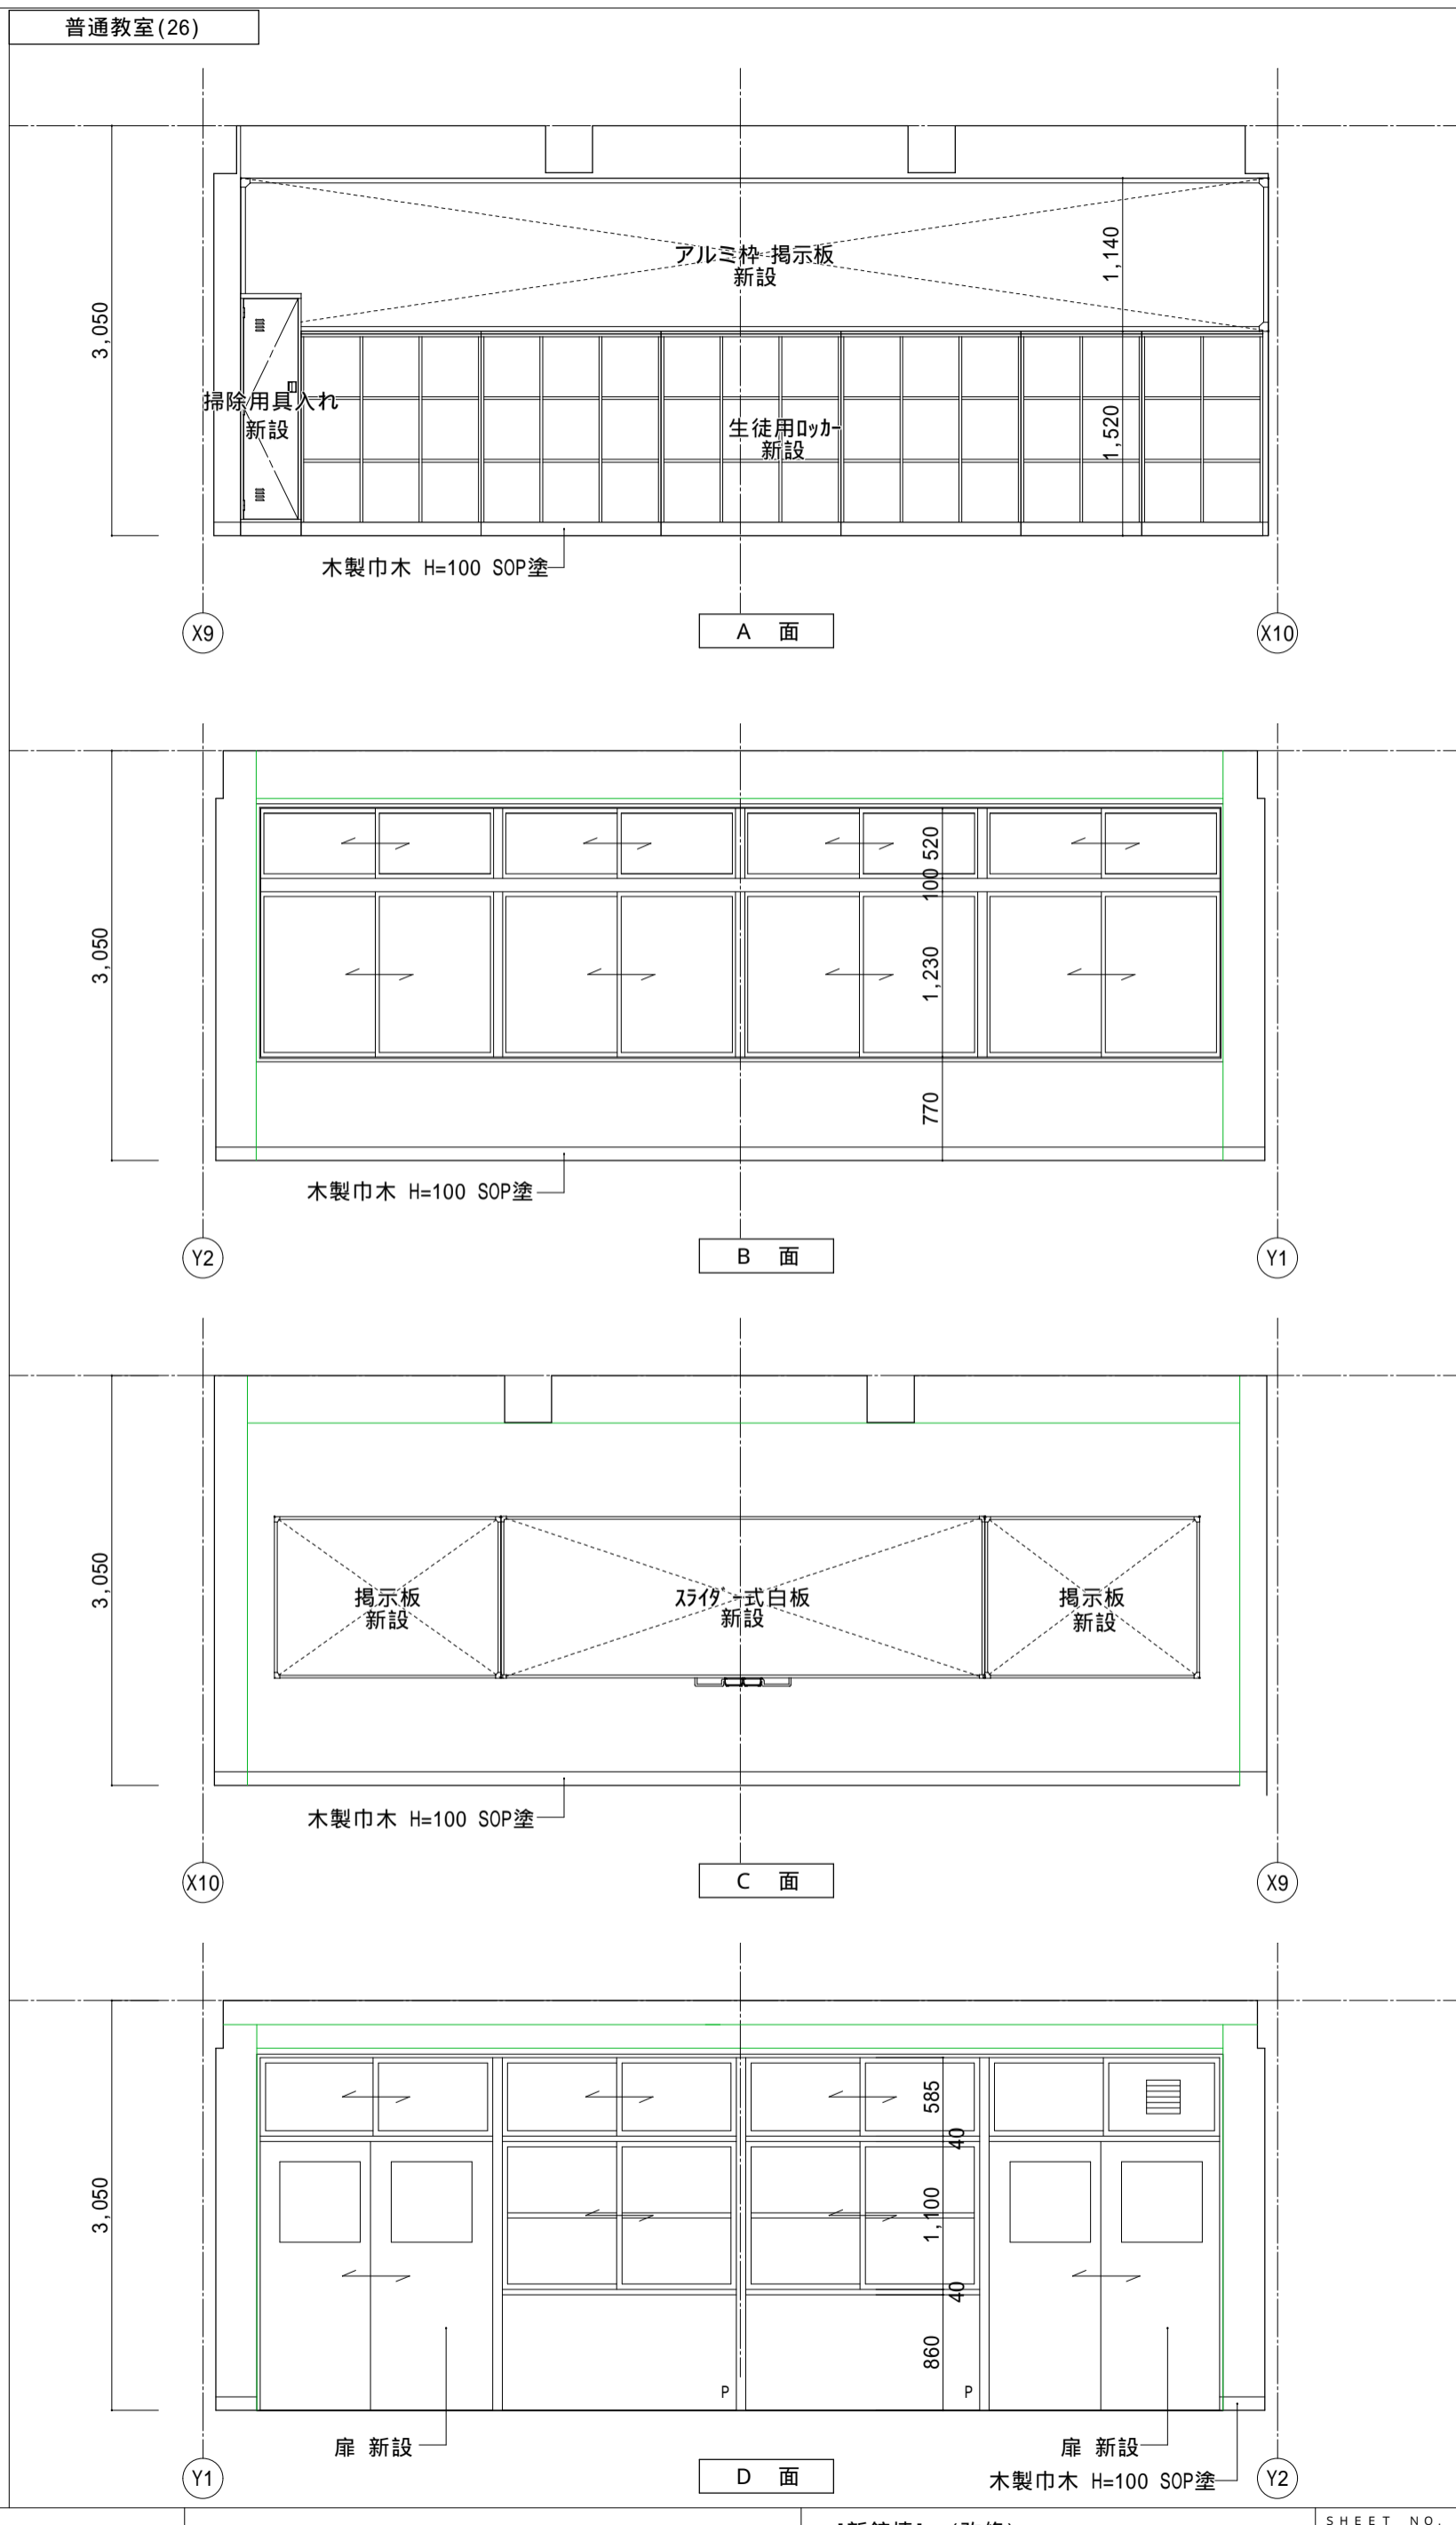 普通教室(26)
3,050
アルミ枠 掲示板
新設
1,140
掃除用具入れ
新設
生徒用ﾛｯｶｰ
新設
1,520
木製巾木 H=100 SOP塗
X9
A 面
X10
3,050
520
100
1,230
770
木製巾木 H=100 SOP塗
Y2
B 面
Y1
3,050
掲示板
新設
ｽﾗｲﾀﾞｰ式白板
新設
掲示板
新設
木製巾木 H=100 SOP塗
X10
C 面
X9
3,050
585
40
1,100
40
860
P
P
扉 新設
扉 新設
木製巾木 H=100 SOP塗
Y1
D 面
Y2
SHEET NO.